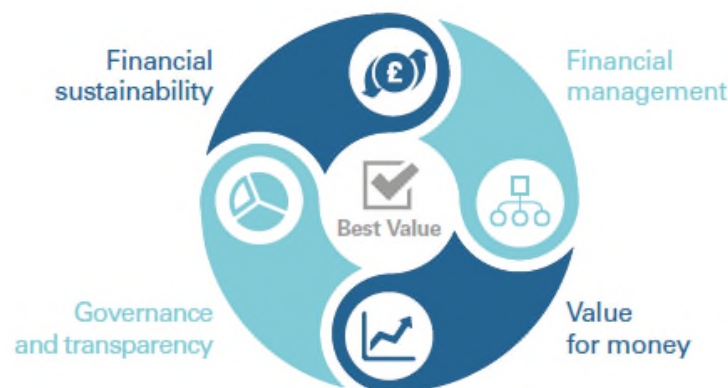 Financial
sustainability
£
Financial
management
Best Value
Governance
and transparency
Value
for money